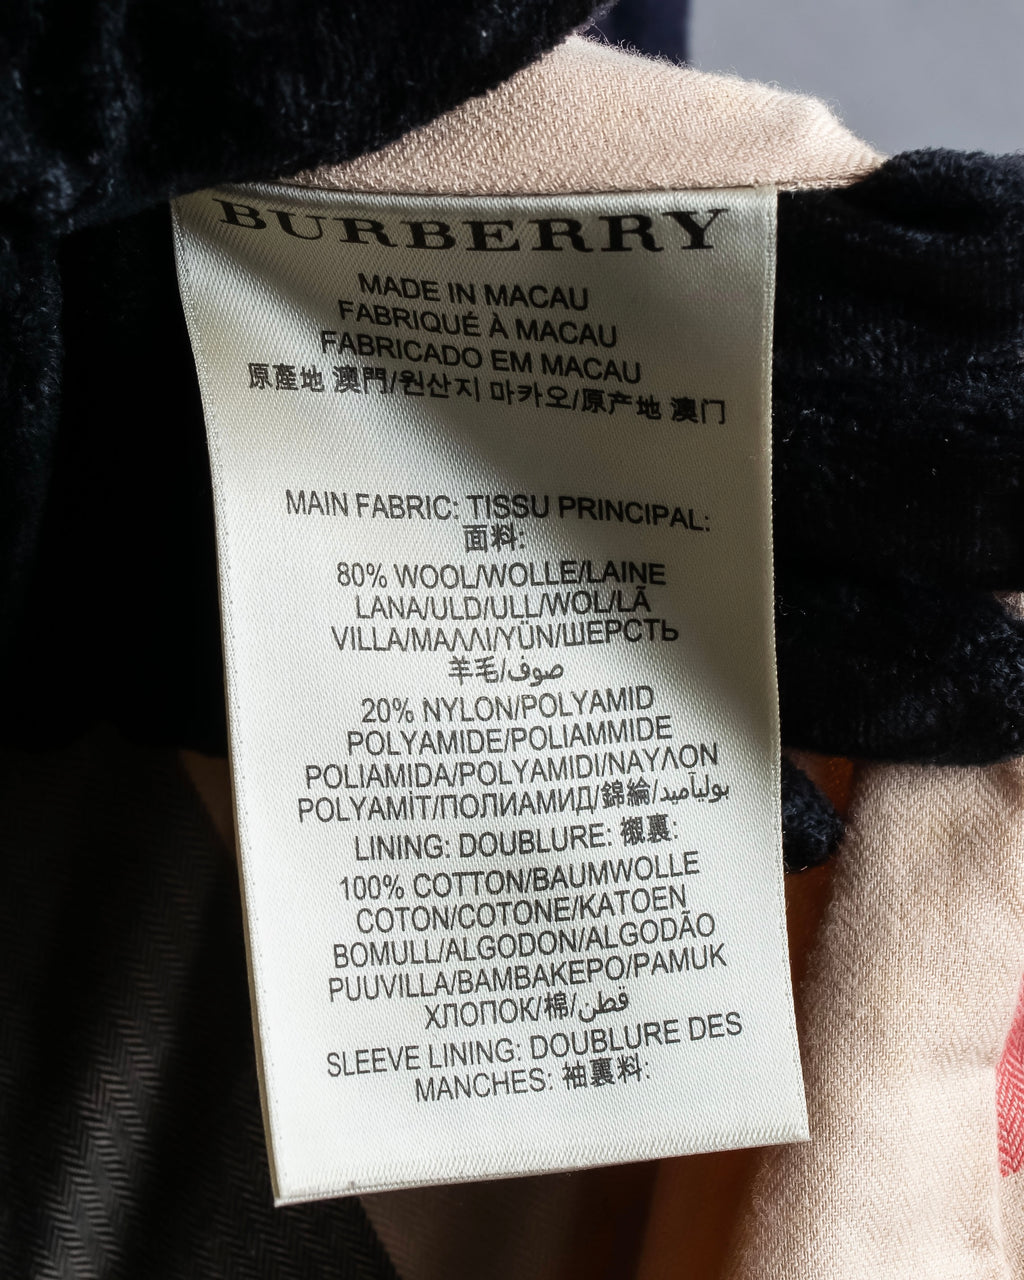 BURBERRY
MADE IN MACAU
FABRIQUÉ À MACAU
FABRICADO EM MACAU
原產地 澳門/원산지 마카오/原产地 澳门
MAIN FABRIC: TISSU PRINCIPAL:
面料:
80% WOOL/WOLLE/LAINE
LANA/ULD/ULL/WOL/LÃ
VILLA/ΜΑΛΛΙ/YÜN/ШЕРСТЬ
羊毛/صوف
20% NYLON/POLYAMID
POLYAMIDE/POLIAMMIDE
POLIAMIDA/POLYAMIDI/ΝΑΥΛΟΝ
POLYAMİT/ПОЛИАМИД/錦綸/بوليآميد
LINING: DOUBLURE: 襯裏:
100% COTTON/BAUMWOLLE
COTON/COTONE/KATOEN
BOMULL/ALGODON/ALGODÃO
PUUVILLA/ΒΑΜΒΑΚΕΡΟ/PAMUK
ХЛОПОК/棉/قطن
SLEEVE LINING: DOUBLURE DES
MANCHES: 袖裏料: